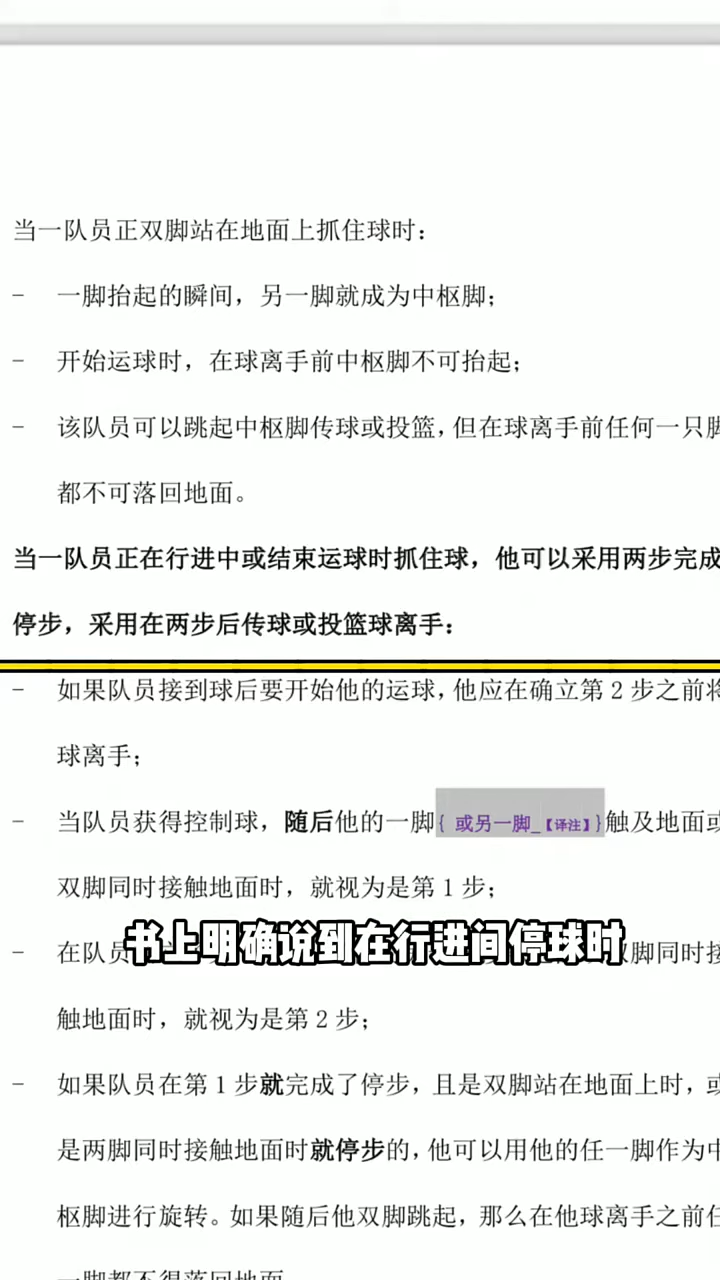 当一队员正双脚站在地面上抓住球时：
- 一脚抬起的瞬间，另一脚就成为中枢脚；
- 开始运球时，在球离手前中枢脚不可抬起；
- 该队员可以跳起中枢脚传球或投篮，但在球离手前任何一只脚
都不可落回地面。
当一队员正在行进中或结束运球时抓住球，他可以采用两步完成
停步，采用在两步后传球或投篮球离手：
- 如果队员接到球后要开始他的运球，他应在确立第2步之前将
球离手；
- 当队员获得控制球，随后他的一脚{ 或另一脚_【译注】}触及地面或
双脚同时接触地面时，就视为是第1步；
- 在队员
书上明确说到在行进间停球时
双脚同时接
触地面时，就视为是第2步；
- 如果队员在第1步就完成了停步，且是双脚站在地面上时，或
是两脚同时接触地面时就停步的，他可以用他的任一脚作为中
枢脚进行旋转。如果随后他双脚跳起，那么在他球离手之前任
一脚都不得落回地面